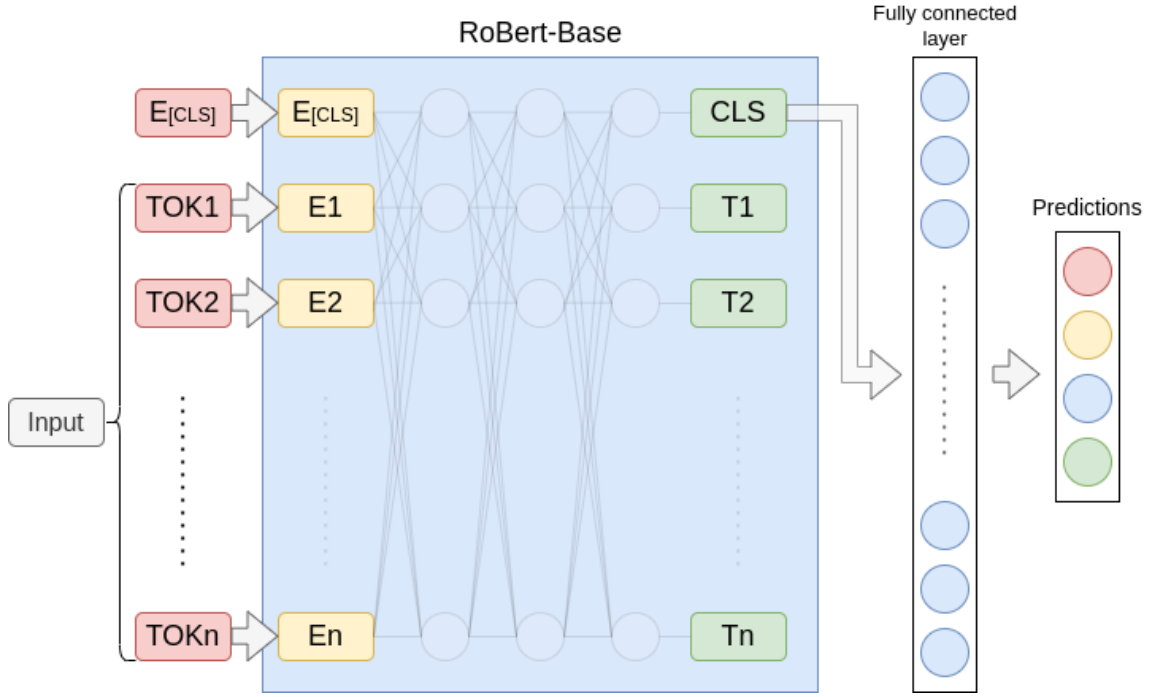 RoBert-Base
Fully connected
layer
E[CLS]
E[CLS]
CLS
TOK1
E1
T1
Predictions
TOK2
E2
T2
Input
TOKn
En
Tn